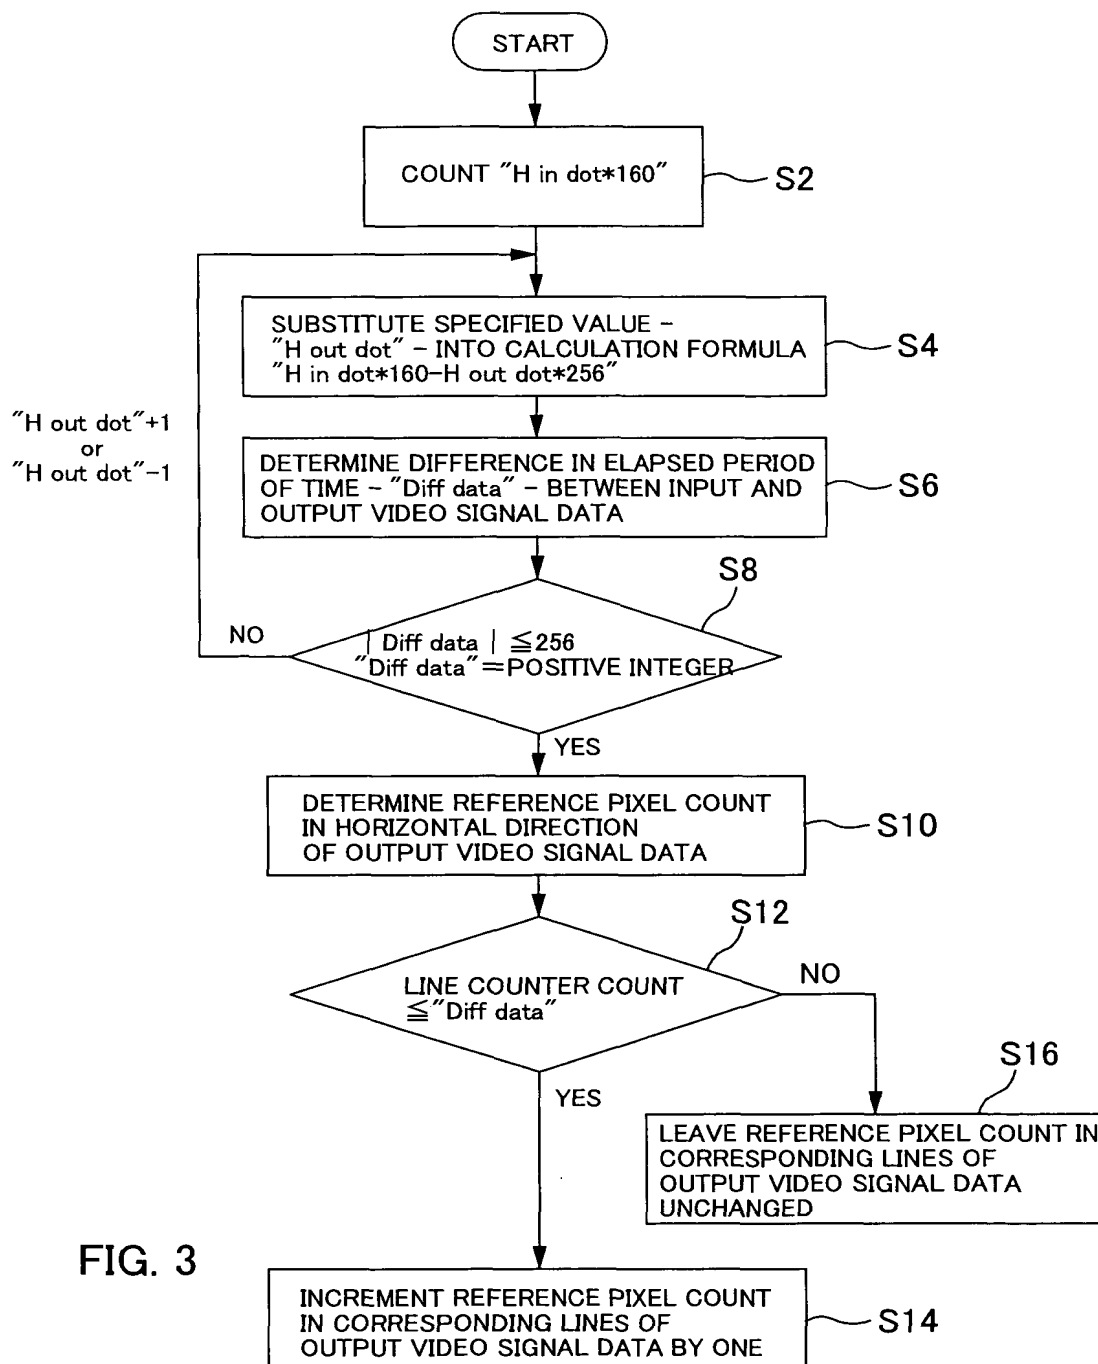 START
COUNT "H in dot*160"
S2
SUBSTITUTE SPECIFIED VALUE -
"H out dot" - INTO CALCULATION FORMULA
"H in dot*160-H out dot*256"
S4
"H out dot"+1
or
"H out dot"-1
DETERMINE DIFFERENCE IN ELAPSED PERIOD
OF TIME - "Diff data" - BETWEEN INPUT AND
OUTPUT VIDEO SIGNAL DATA
S6
S8
NO
| Diff data | ≦256
"Diff data"=POSITIVE INTEGER
YES
DETERMINE REFERENCE PIXEL COUNT
IN HORIZONTAL DIRECTION
OF OUTPUT VIDEO SIGNAL DATA
S10
S12
LINE COUNTER COUNT
≦"Diff data"
NO
YES
S16
LEAVE REFERENCE PIXEL COUNT IN
CORRESPONDING LINES OF
OUTPUT VIDEO SIGNAL DATA
UNCHANGED
FIG. 3
INCREMENT REFERENCE PIXEL COUNT
IN CORRESPONDING LINES OF
OUTPUT VIDEO SIGNAL DATA BY ONE
S14